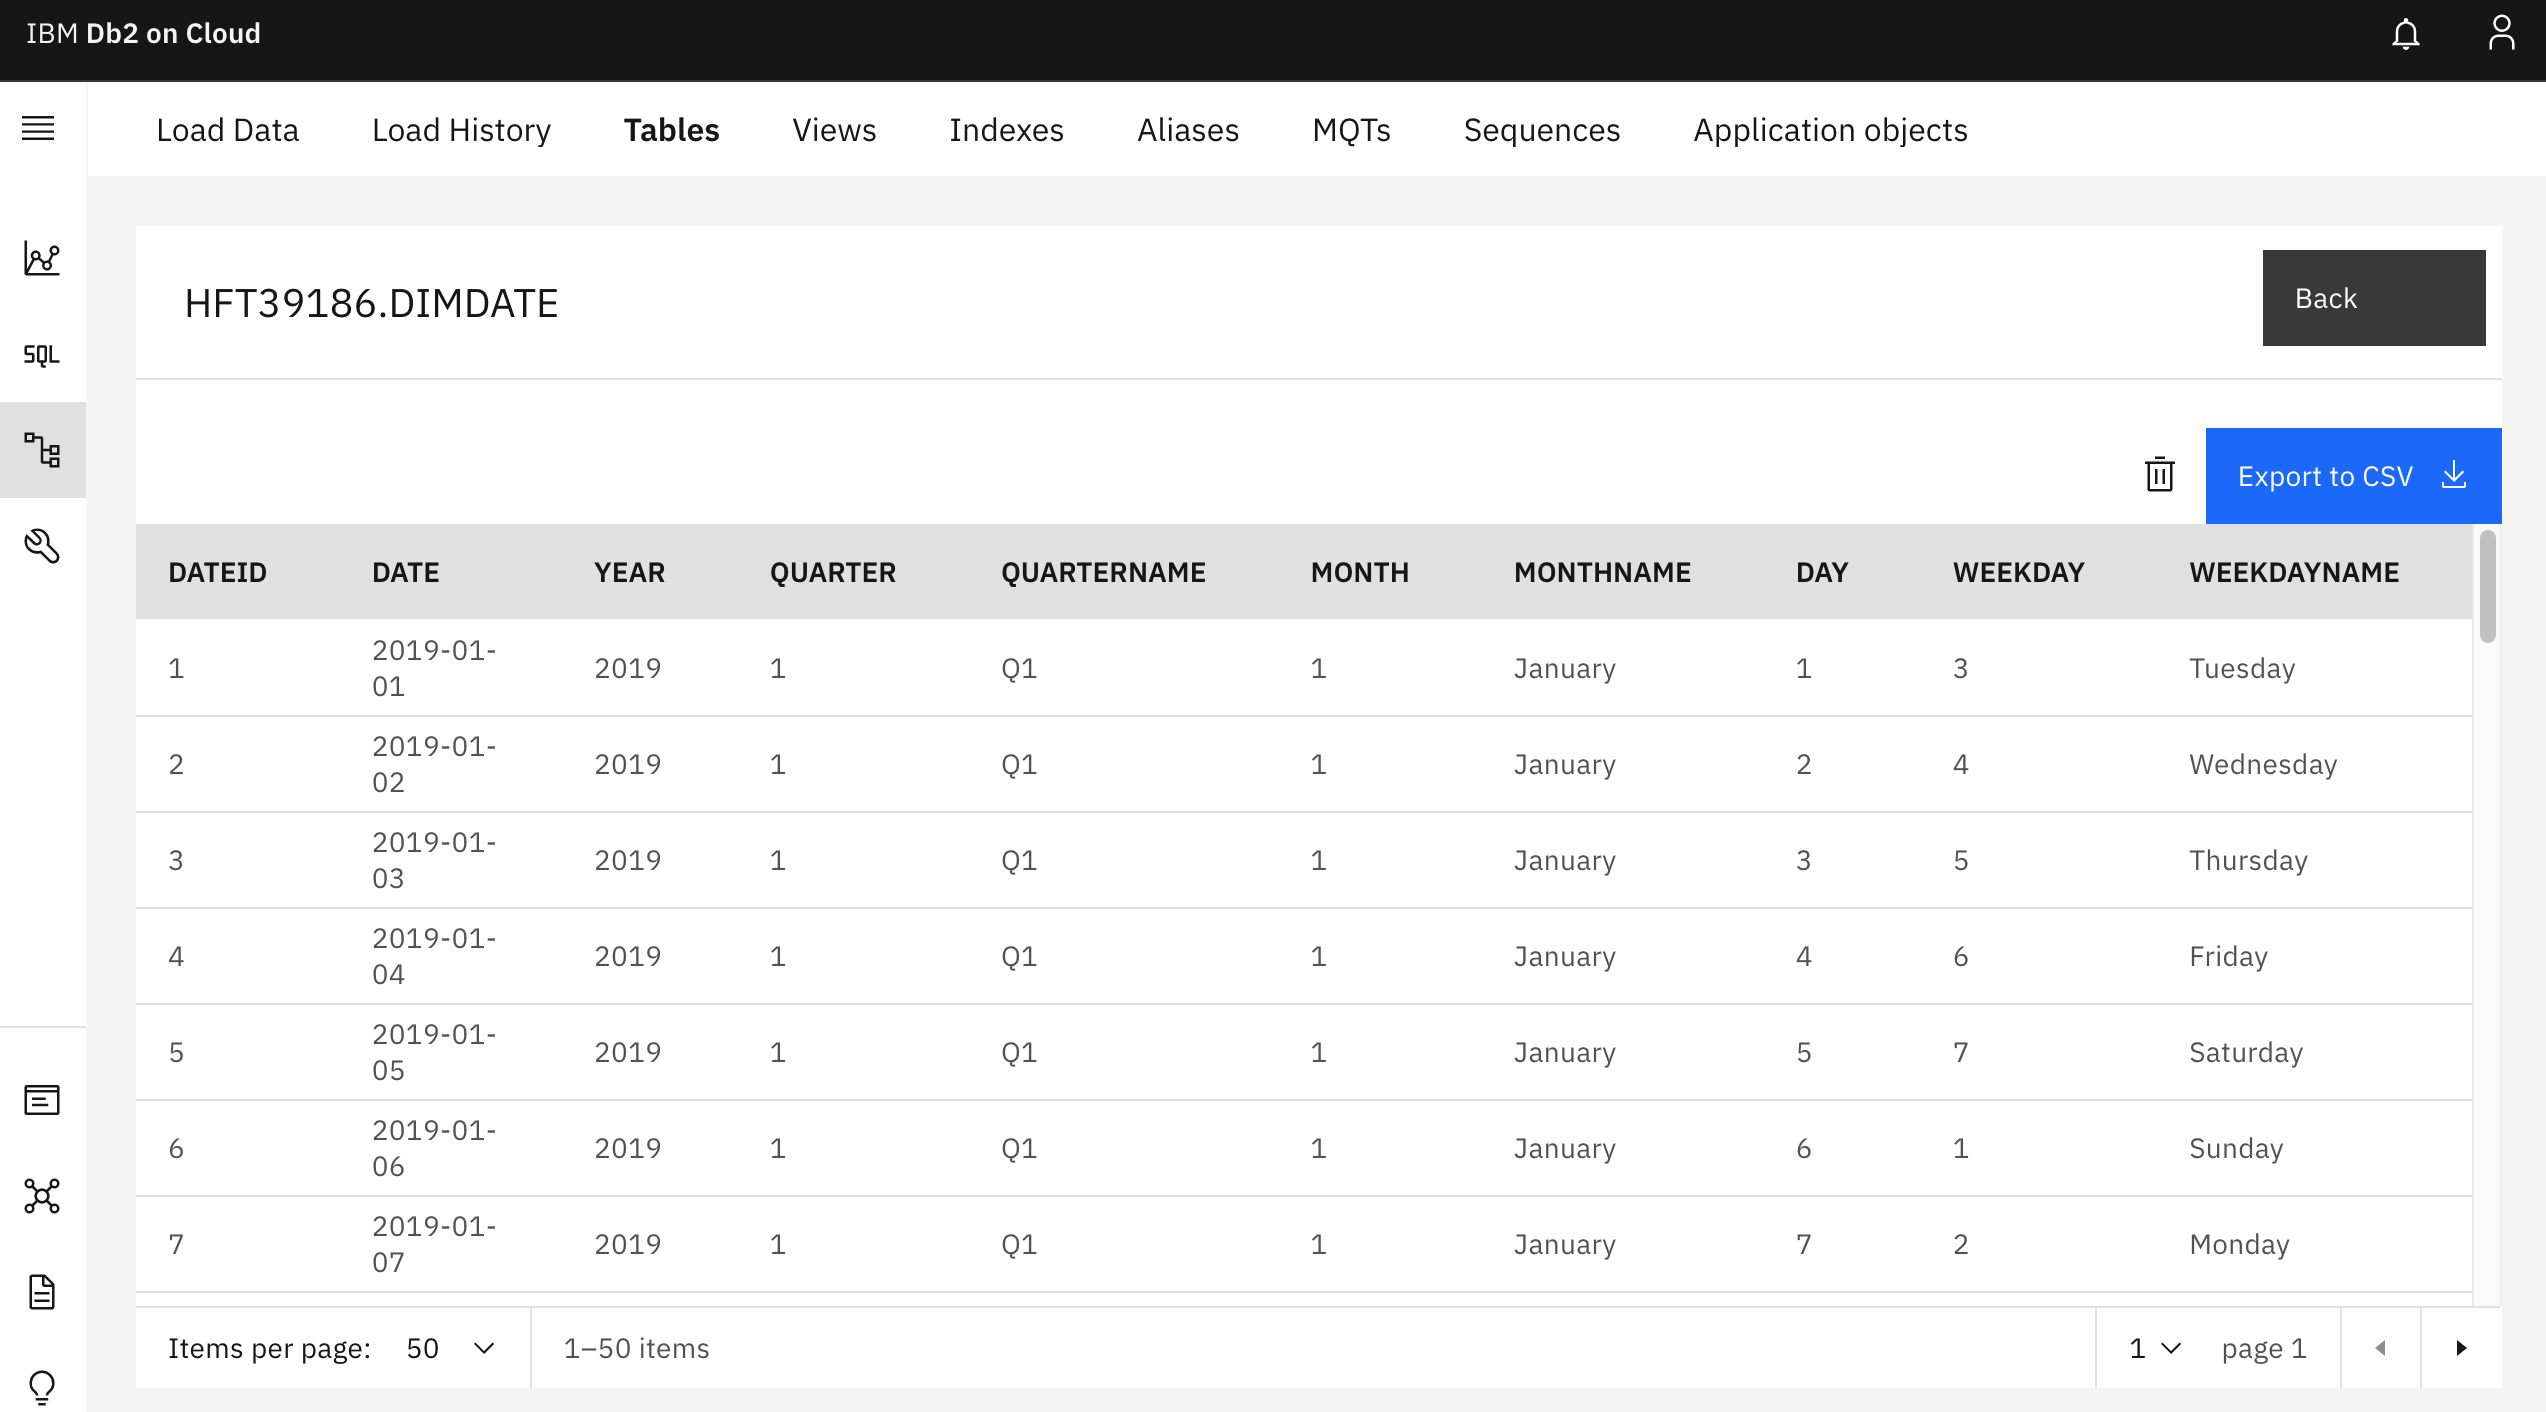 IBM Db2 on Cloud
Load Data Load History Tables Views Indexes Aliases MQTs Sequences Application objects
HFT39186.DIMDATE
Back
SQL
Export to CSV
DATEID DATE YEAR QUARTER QUARTERNAME MONTH MONTHNAME DAY WEEKDAY WEEKDAYNAME
1 2019-01-01 2019 1 Q1 1 January 1 3 Tuesday
2 2019-01-02 2019 1 Q1 1 January 2 4 Wednesday
3 2019-01-03 2019 1 Q1 1 January 3 5 Thursday
4 2019-01-04 2019 1 Q1 1 January 4 6 Friday
5 2019-01-05 2019 1 Q1 1 January 5 7 Saturday
6 2019-01-06 2019 1 Q1 1 January 6 1 Sunday
7 2019-01-07 2019 1 Q1 1 January 7 2 Monday
Items per page: 50 1–50 items 1 page 1